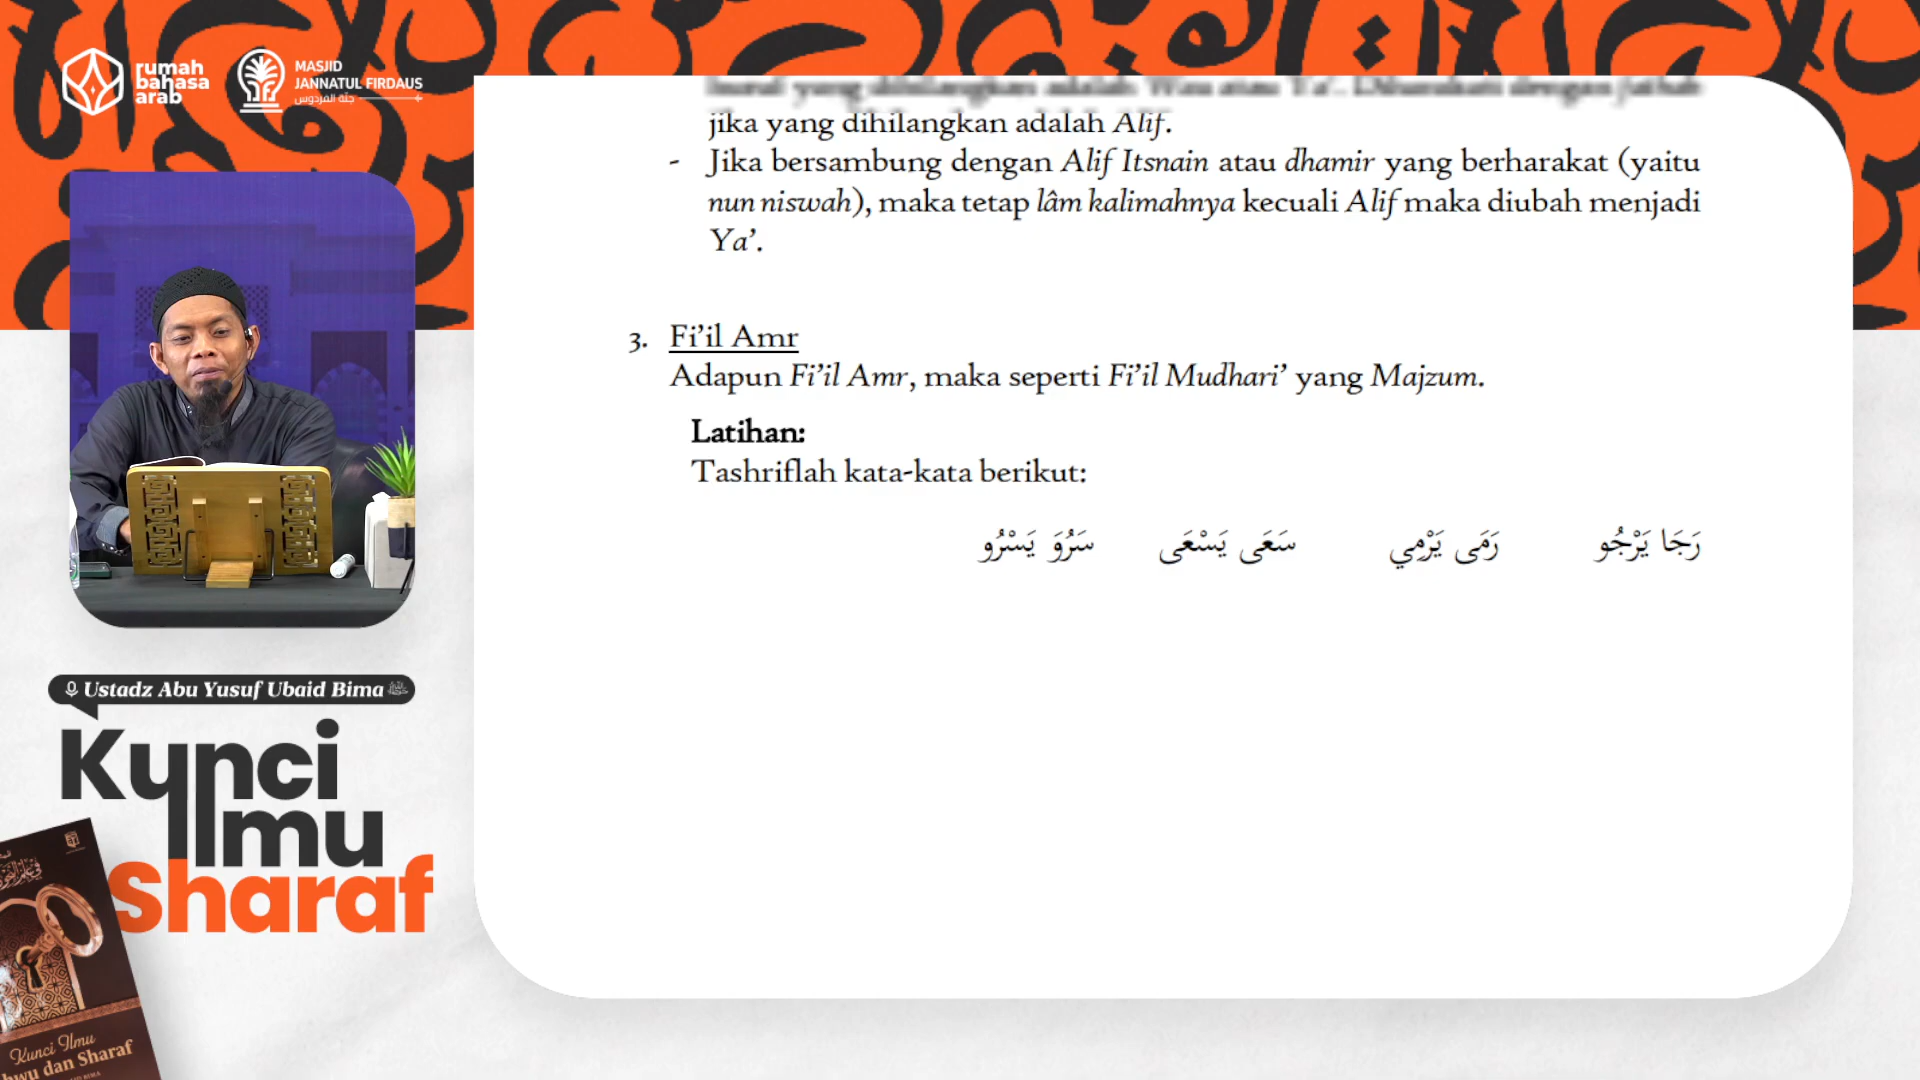 rumah
bahasa
arab
MASJID
JANNATUL FIRDAUS
جنة الفردوس
jika yang dihilangkan adalah Alif.
- Jika bersambung dengan Alif Itsnain atau dhamir yang berharakat (yaitu
nun niswah), maka tetap lâm kalimahnya kecuali Alif maka diubah menjadi
Ya’.
3. Fi’il Amr
Adapun Fi’il Amr, maka seperti Fi’il Mudhari’ yang Majzum.
Latihan:
Tashriflah kata-kata berikut:
رَجَا يَرْجُو رَمَى يَرْمِي سَعَى يَسْعَى سَرُوَ يَسْرُو
Ustadz Abu Yusuf Ubaid Bima
Kunci
Ilmu
Sharaf
Kunci Ilmu
hwu dan Sharaf